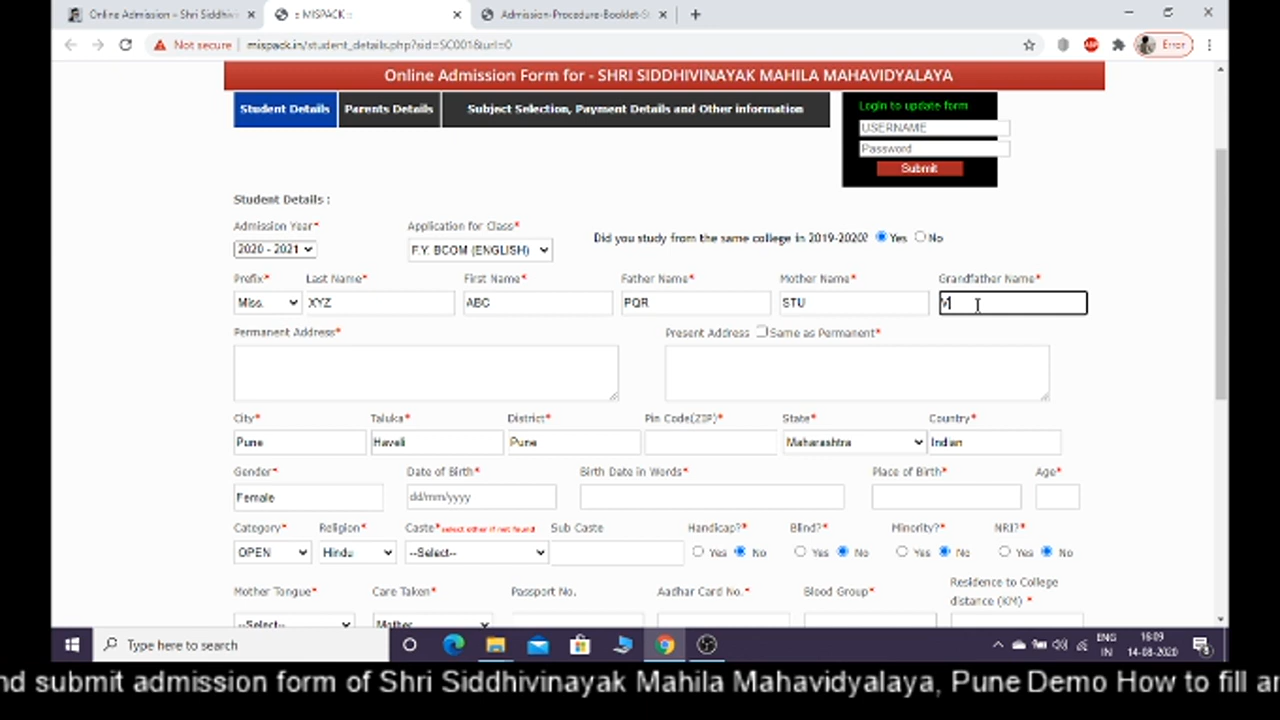 Online Admission – Shri Siddhivi
:: MISPACK ::
Admission-Procedure-Booklet-S
Not secure
mispack.in/student_details.php?sid=SC001&url=0
Error
Online Admission Form for - SHRI SIDDHIVINAYAK MAHILA MAHAVIDYALAYA
Student Details
Parents Details
Subject Selection, Payment Details and Other information
Login to update form
USERNAME
Password
Submit
Student Details :
Admission Year*
Application for Class*
2020 - 2021
F.Y. BCOM (ENGLISH)
Did you study from the same college in 2019-2020? Yes No
Prefix* Last Name* First Name* Father Name* Mother Name* Grandfather Name*
Miss. XYZ ABC PQR STU V
Permanent Address* Present Address Same as Permanent*
City* Taluka* District* Pin Code(ZIP)* State* Country*
Pune Haveli Pune Maharashtra Indian
Gender* Date of Birth* Birth Date in Words* Place of Birth* Age*
Female dd/mm/yyyy
Category* Religion* Caste*select other if not found Sub Caste Handicap?* Blind?* Minority?* NRI?*
OPEN Hindu --Select-- Yes No Yes No Yes No Yes No
Mother Tongue* Care Taken* Passport No. Aadhar Card No.* Blood Group* Residence to College
distance (KM) *
--Select-- Mother
Type here to search
ENG
IN
16:09
14-08-2020
nd submit admission form of Shri Siddhivinayak Mahila Mahavidyalaya, Pune Demo How to fill an